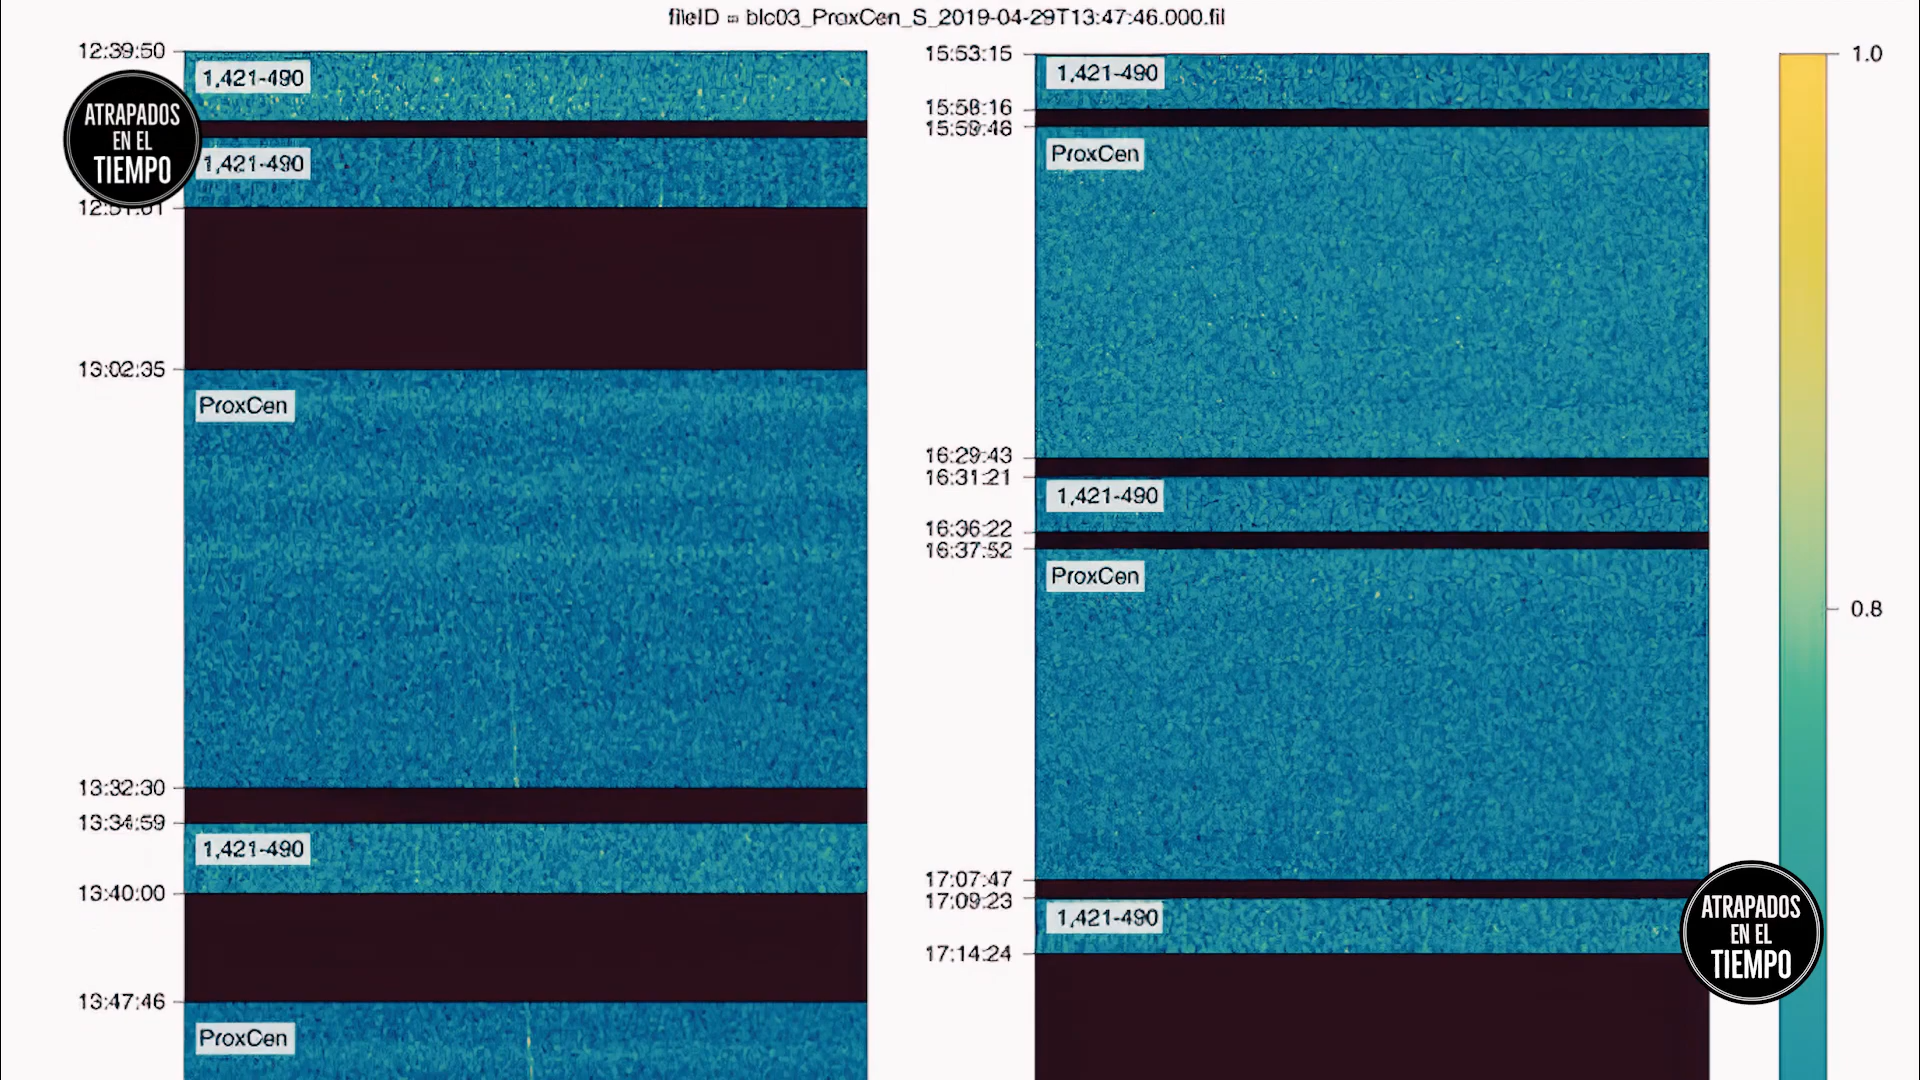 fileID = blc03_ProxCen_S_2019-04-29T13:47:46.000.fil
12:39:50
1,421-490
ATRAPADOS
EN EL
TIEMPO
1,421-490
12:51:01
13:02:35
ProxCen
13:32:30
13:34:59
1,421-490
13:40:00
13:47:46
ProxCen
15:53:15
1,421-490
15:58:16
15:59:46
ProxCen
16:29:43
16:31:21
1,421-490
16:36:22
16:37:52
ProxCen
17:07:47
17:09:23
1,421-490
17:14:24
1.0
0.8
ATRAPADOS
EN EL
TIEMPO